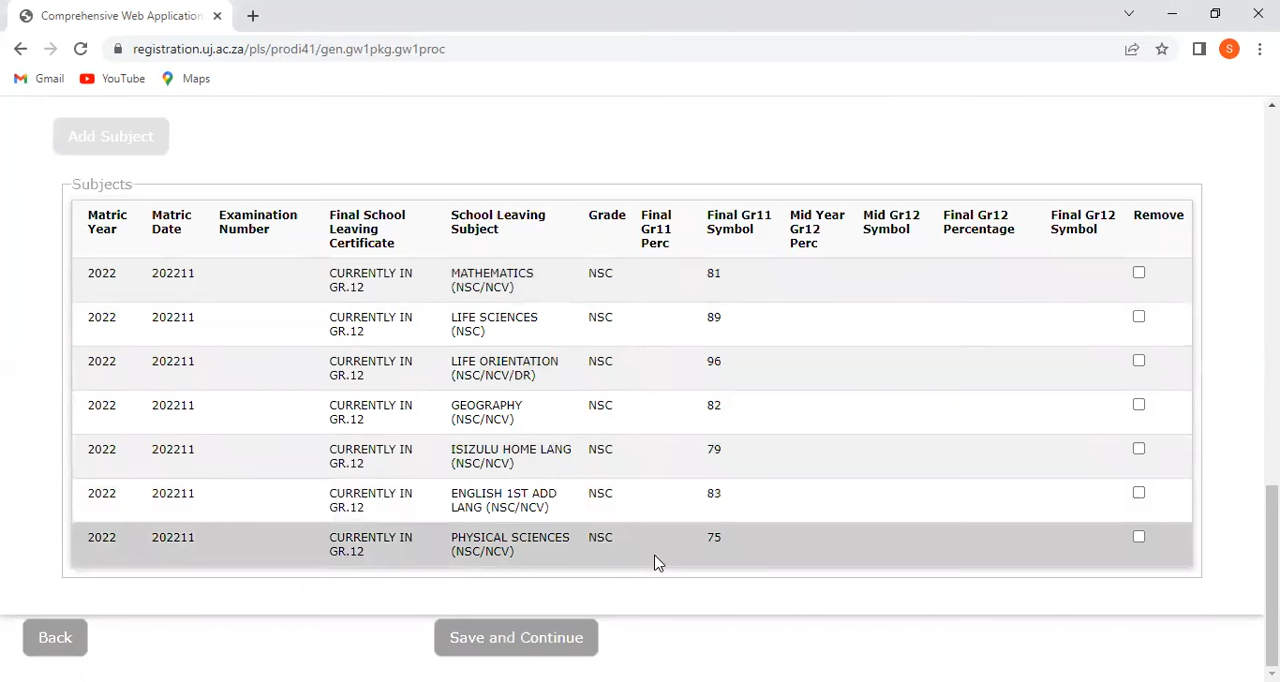 Comprehensive Web Application
registration.uj.ac.za/pls/prodi41/gen.gw1pkg.gw1proc
S
Gmail YouTube Maps
Add Subject
Subjects
Matric Year Matric Date Examination Number Final School Leaving Certificate School Leaving Subject Grade Final Gr11 Perc Final Gr11 Symbol Mid Year Gr12 Perc Mid Gr12 Symbol Final Gr12 Percentage Final Gr12 Symbol Remove
2022 202211 CURRENTLY IN GR.12 MATHEMATICS (NSC/NCV) NSC 81
2022 202211 CURRENTLY IN GR.12 LIFE SCIENCES (NSC) NSC 89
2022 202211 CURRENTLY IN GR.12 LIFE ORIENTATION (NSC/NCV/DR) NSC 96
2022 202211 CURRENTLY IN GR.12 GEOGRAPHY (NSC/NCV) NSC 82
2022 202211 CURRENTLY IN GR.12 ISIZULU HOME LANG (NSC/NCV) NSC 79
2022 202211 CURRENTLY IN GR.12 ENGLISH 1ST ADD LANG (NSC/NCV) NSC 83
2022 202211 CURRENTLY IN GR.12 PHYSICAL SCIENCES (NSC/NCV) NSC 75
Back Save and Continue